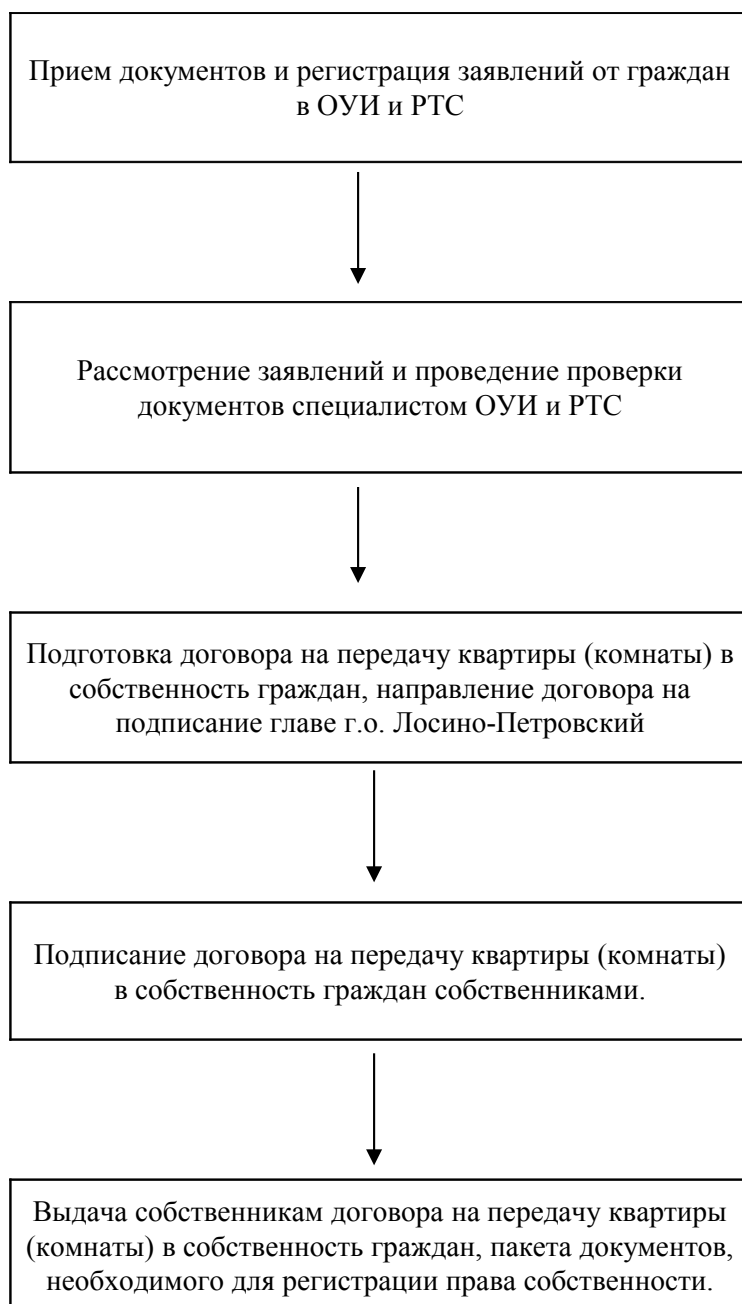 Прием документов и регистрация заявлений от граждан
в ОУИ и РТС
Рассмотрение заявлений и проведение проверки
документов специалистом ОУИ и РТС
Подготовка договора на передачу квартиры (комнаты) в
собственность граждан, направление договора на
подписание главе г.о. Лосино-Петровский
Подписание договора на передачу квартиры (комнаты)
в собственность граждан собственниками.
Выдача собственникам договора на передачу квартиры
(комнаты) в собственность граждан, пакета документов,
необходимого для регистрации права собственности.